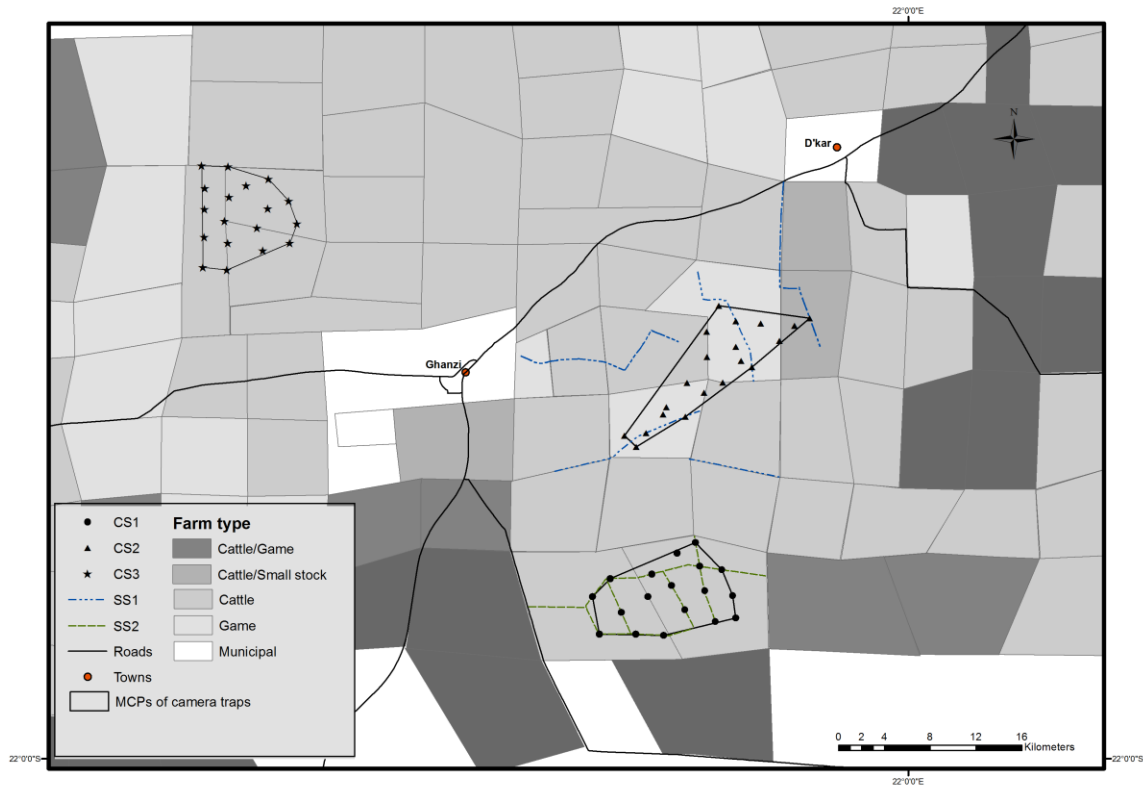 22°0'0"E
N
D'kar
Ghanzi
CS1
CS2
CS3
SS1
SS2
Roads
Towns
MCPs of camera traps
Farm type
Cattle/Game
Cattle/Small stock
Cattle
Game
Municipal
0 2 4 8 12 16
Kilometers
22°0'0"S
22°0'0"S
22°0'0"E